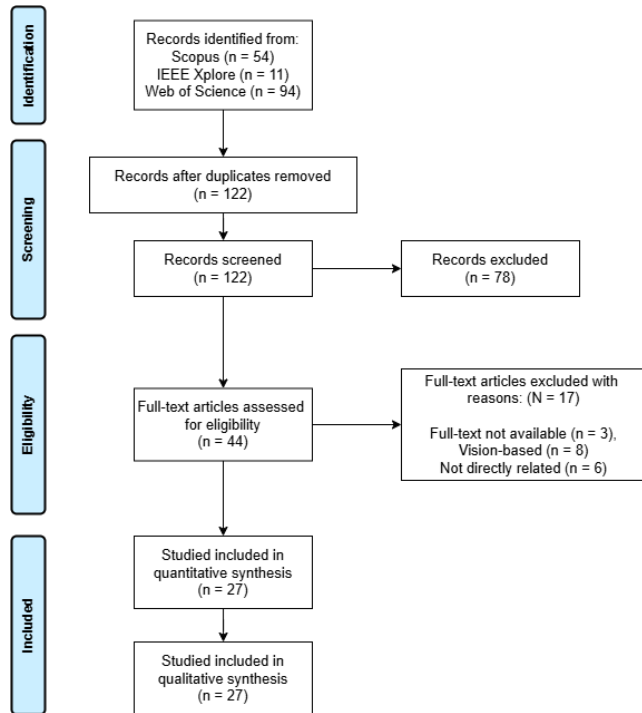 Identification
Records identified from:
Scopus (n = 54)
IEEE Xplore (n = 11)
Web of Science (n = 94)
Screening
Records after duplicates removed
(n = 122)
Records screened
(n = 122)
Records excluded
(n = 78)
Eligibility
Full-text articles assessed
for eligibility
(n = 44)
Full-text articles excluded with
reasons: (N = 17)
Full-text not available (n = 3),
Vision-based (n = 8)
Not directly related (n = 6)
Included
Studied included in
quantitative synthesis
(n = 27)
Studied included in
qualitative synthesis
(n = 27)